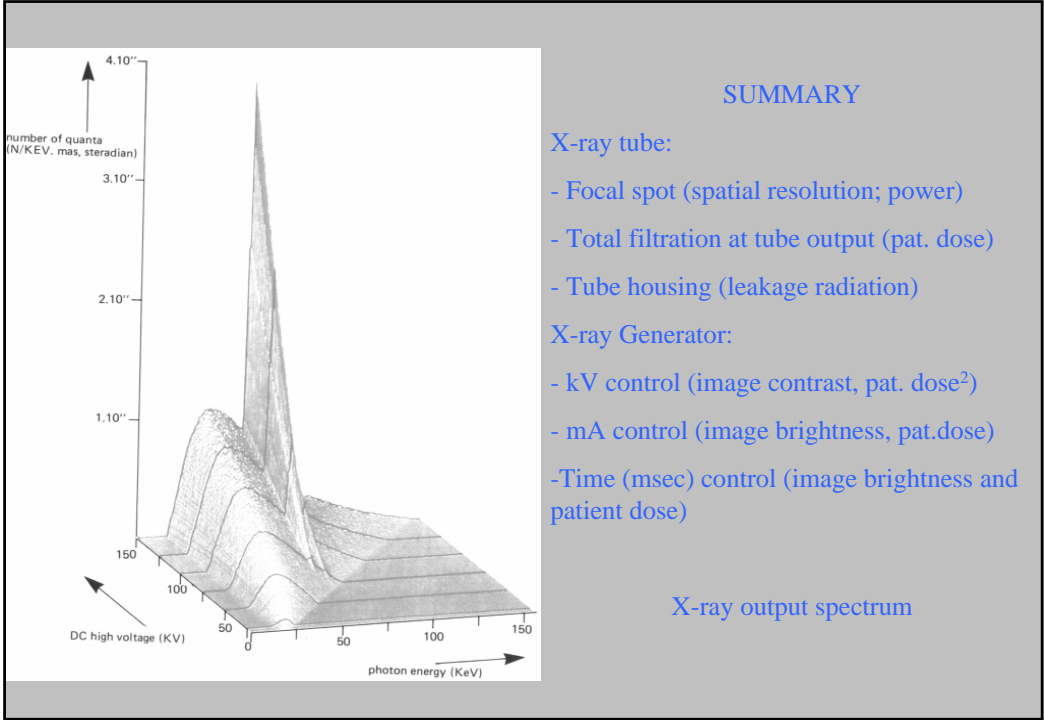 4.10''
number of quanta
(N/KEV. mas, steradian)
3.10''
2.10''
1.10''
150
100
50
DC high voltage (KV)
0
50
100
150
photon energy (KeV)
SUMMARY
X-ray tube:
- Focal spot (spatial resolution; power)
- Total filtration at tube output (pat. dose)
- Tube housing (leakage radiation)
X-ray Generator:
- kV control (image contrast, pat. dose²)
- mA control (image brightness, pat.dose)
-Time (msec) control (image brightness and
patient dose)
X-ray output spectrum